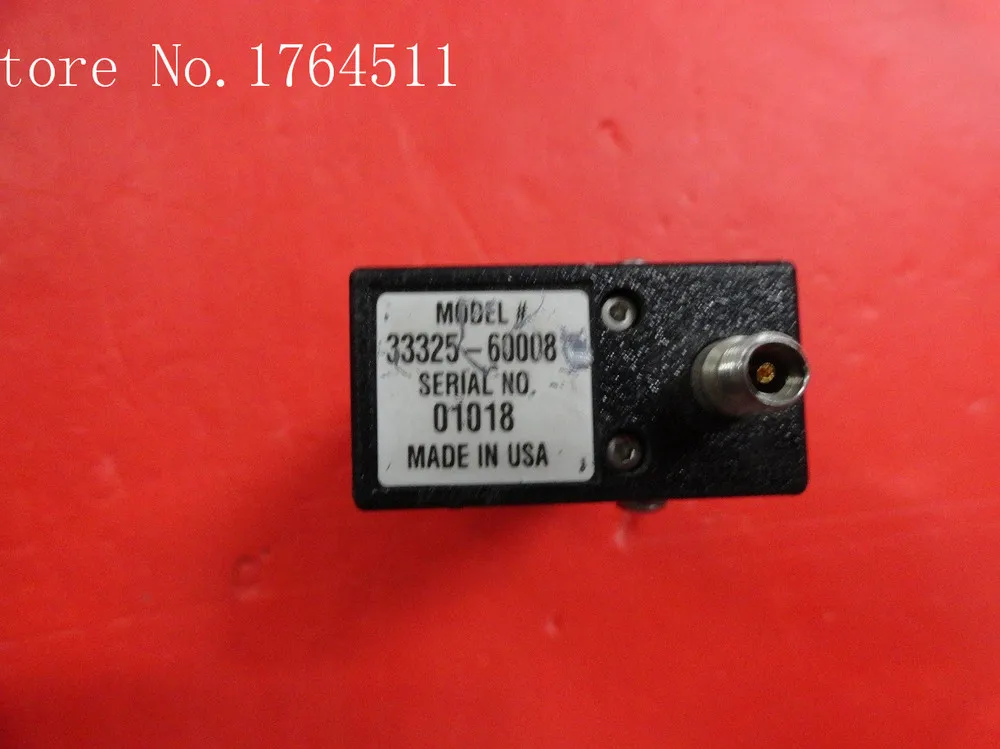 tore No.1764511
MODEL #
33325-60008
SERIAL NO.
01018
MADE IN USA